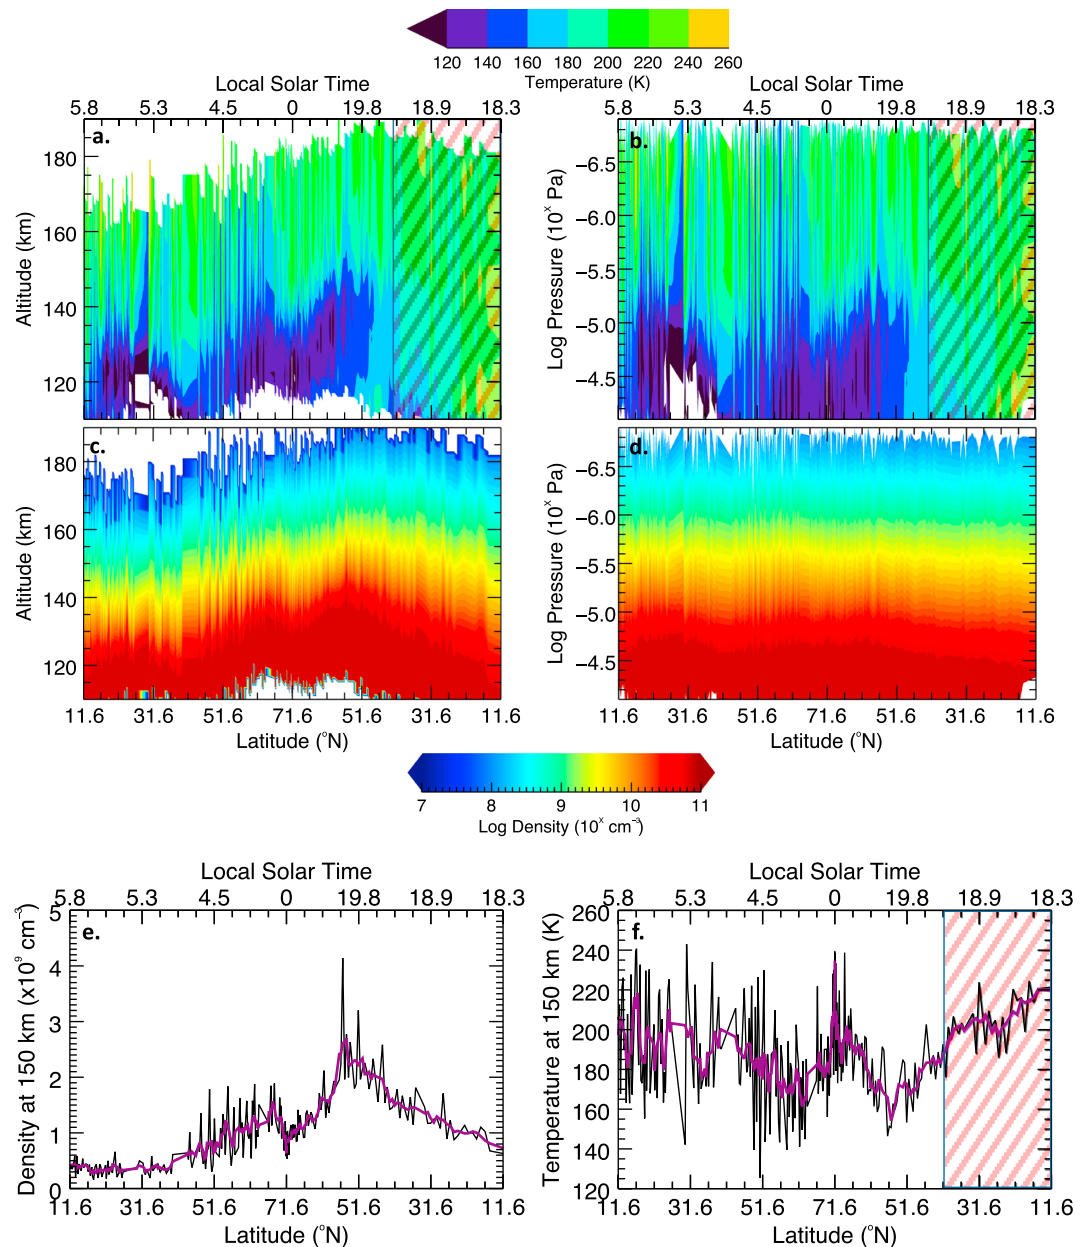 120 140 160 180 200 220 240 260
Temperature (K)
Local Solar Time
5.8 5.3 4.5 0 19.8 18.9 18.3
a.
Altitude (km)
180
160
140
120
Local Solar Time
5.8 5.3 4.5 0 19.8 18.9 18.3
b.
Log Pressure (10^x Pa)
−6.5
−6.0
−5.5
−5.0
−4.5
c.
Altitude (km)
180
160
140
120
11.6 31.6 51.6 71.6 51.6 31.6 11.6
Latitude (°N)
d.
Log Pressure (10^x Pa)
−6.5
−6.0
−5.5
−5.0
−4.5
11.6 31.6 51.6 71.6 51.6 31.6 11.6
Latitude (°N)
7 8 9 10 11
Log Density (10^x cm⁻³)
Local Solar Time
5.8 5.3 4.5 0 19.8 18.9 18.3
e.
Density at 150 km (x10⁹ cm⁻³)
5
4
3
2
1
0
11.6 31.6 51.6 71.6 51.6 31.6 11.6
Latitude (°N)
Local Solar Time
5.8 5.3 4.5 0 19.8 18.9 18.3
f.
Temperature at 150 km (K)
260
240
220
200
180
160
140
120
11.6 31.6 51.6 71.6 51.6 31.6 11.6
Latitude (°N)